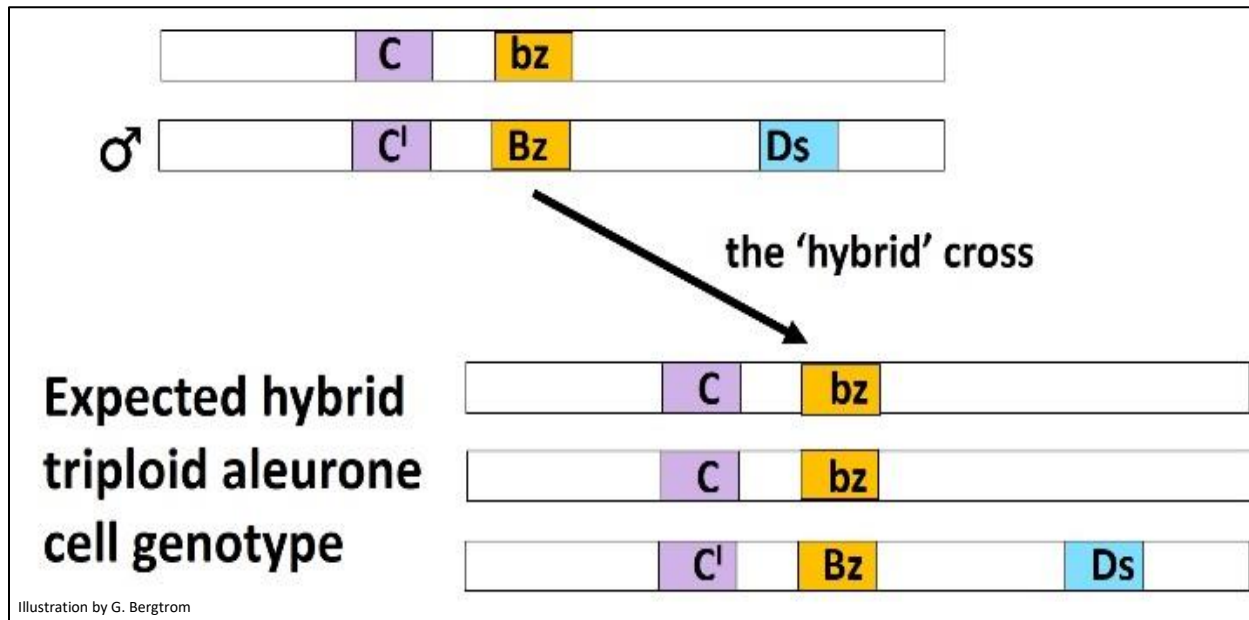 C bz
♂ Cᴵ Bz Ds
the 'hybrid' cross
Expected hybrid
triploid aleurone
cell genotype
C bz
C bz
Cᴵ Bz Ds
Illustration by G. Bergtrom